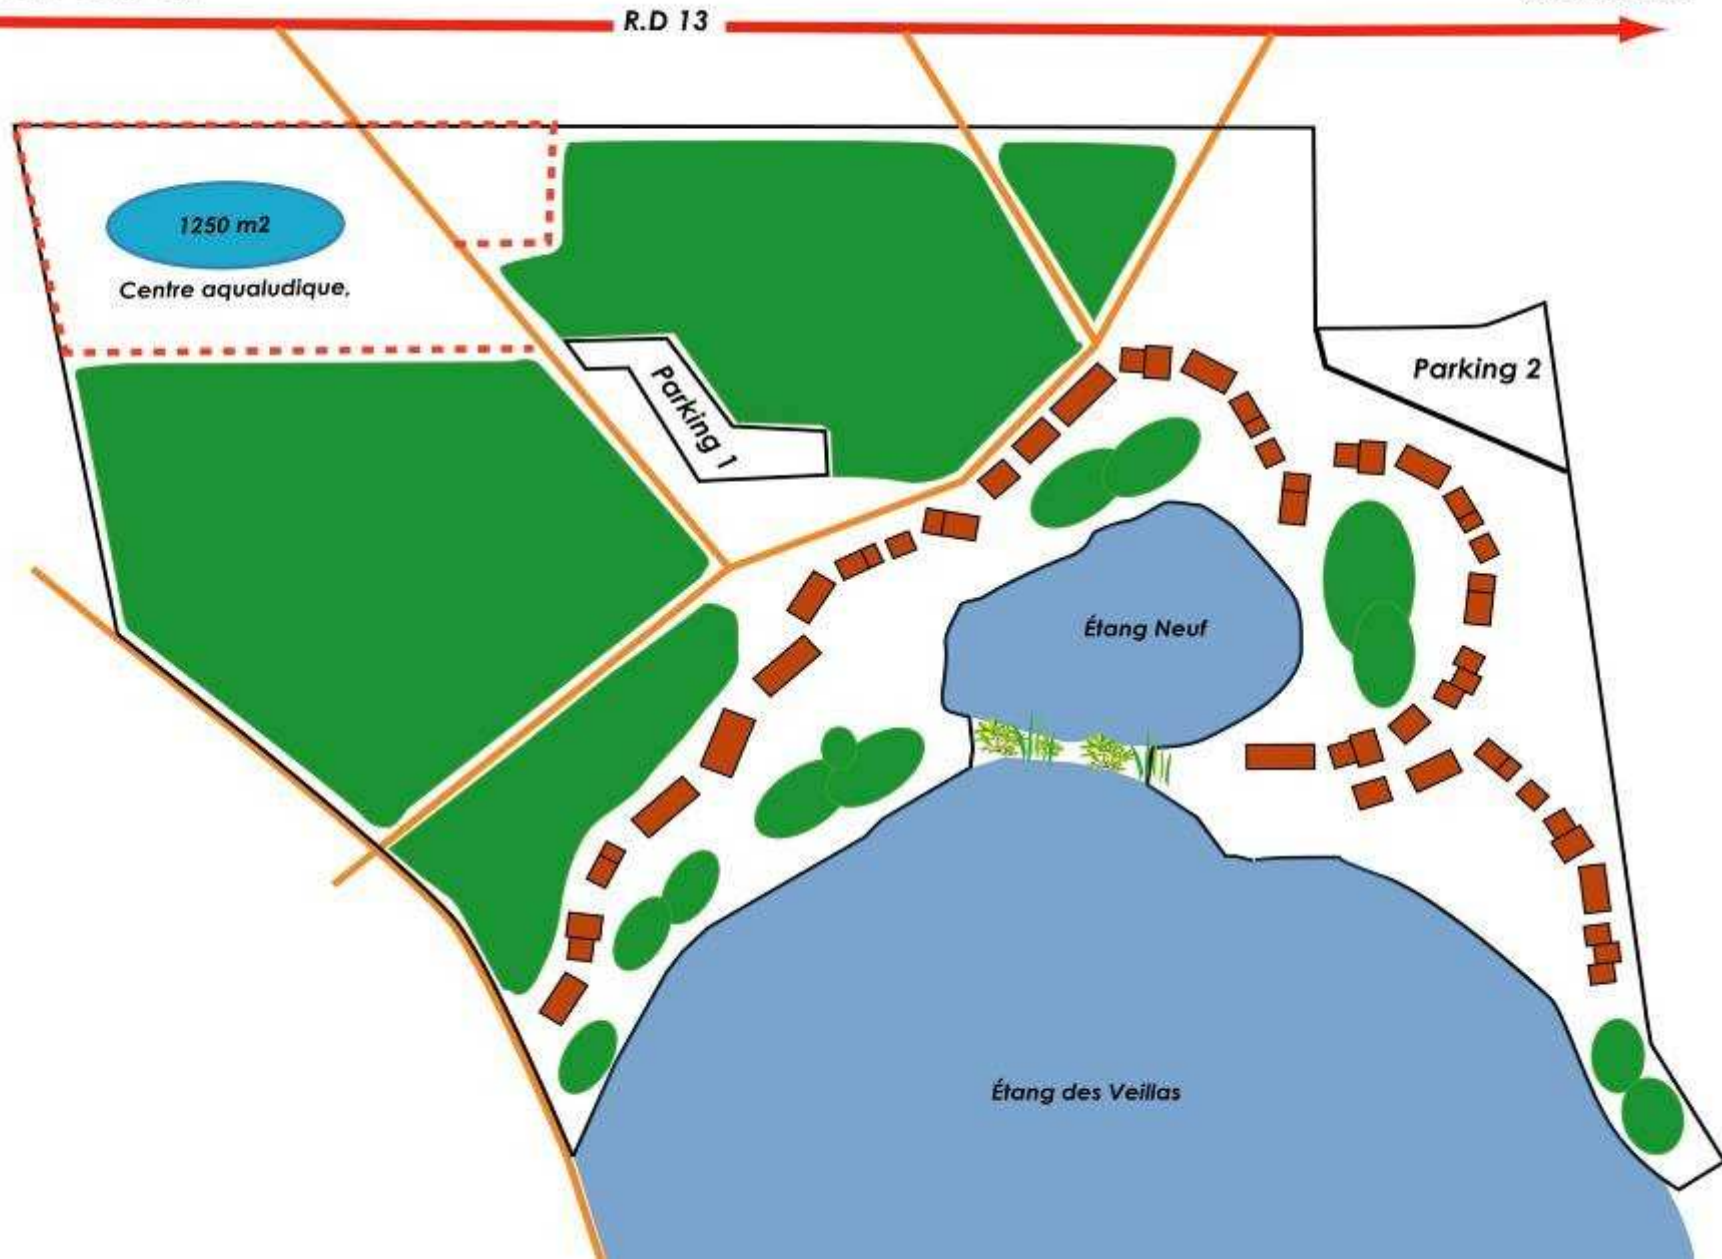 R.D 13
1250 m2
Centre aqualudique,
Parking 1
Parking 2
Étang Neuf
Étang des Veillas